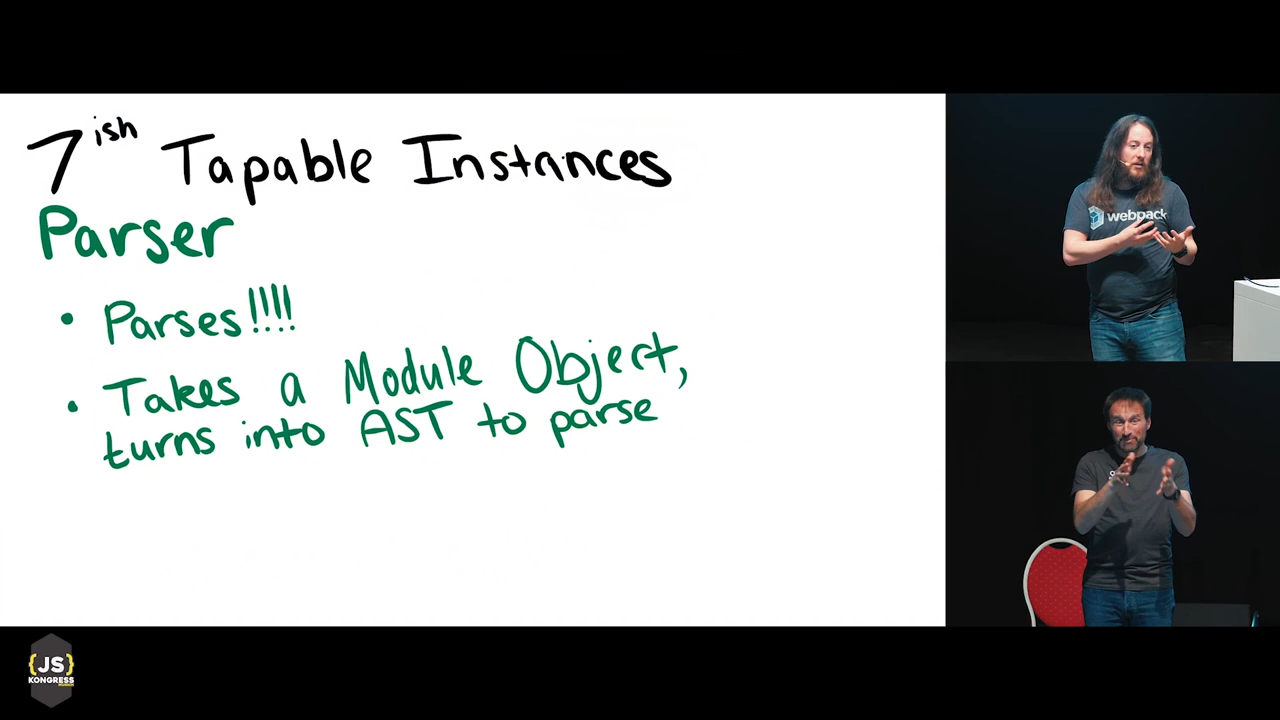 7ish Tapable Instances
Parser
• Parses!!!!
• Takes a Module Object,
turns into AST to parse
webpack
{JS}
KONGRESS